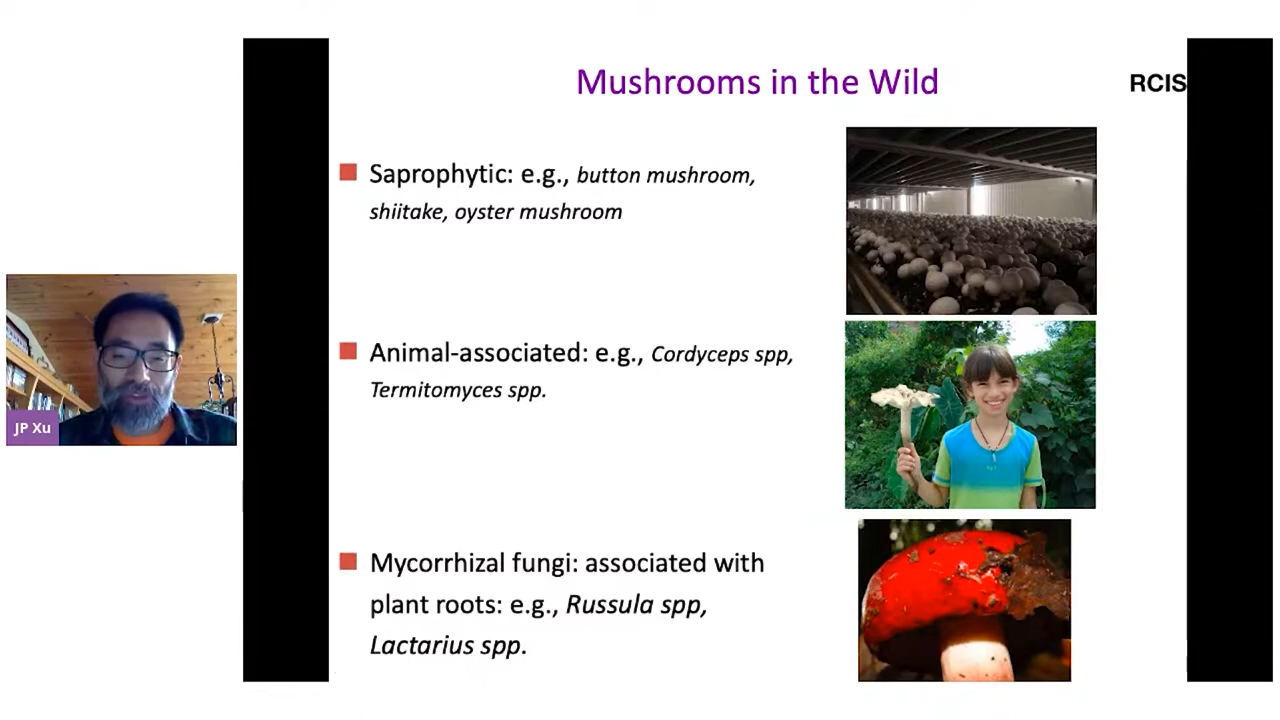 Mushrooms in the Wild
RCIS
Saprophytic: e.g., button mushroom,
shiitake, oyster mushroom
Animal-associated: e.g., Cordyceps spp,
Termitomyces spp.
JP Xu
Mycorrhizal fungi: associated with
plant roots: e.g., Russula spp,
Lactarius spp.